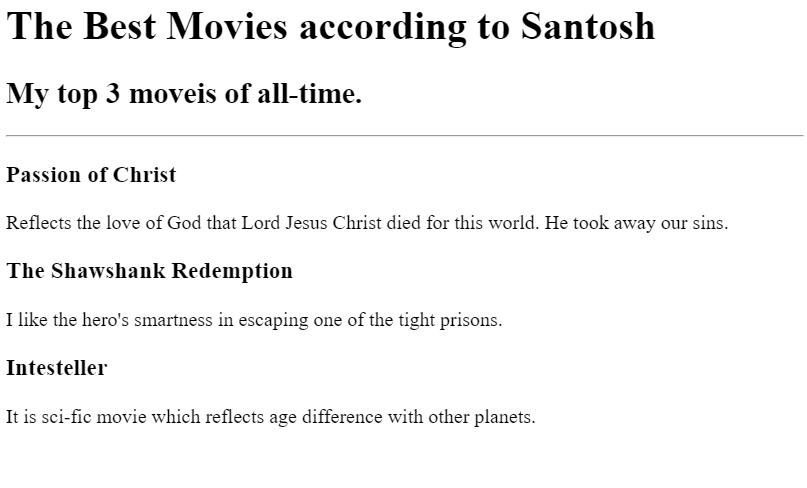 The Best Movies according to Santosh
My top 3 moveis of all-time.
Passion of Christ
Reflects the love of God that Lord Jesus Christ died for this world. He took away our sins.
The Shawshank Redemption
I like the hero's smartness in escaping one of the tight prisons.
Intesteller
It is sci-fic movie which reflects age difference with other planets.